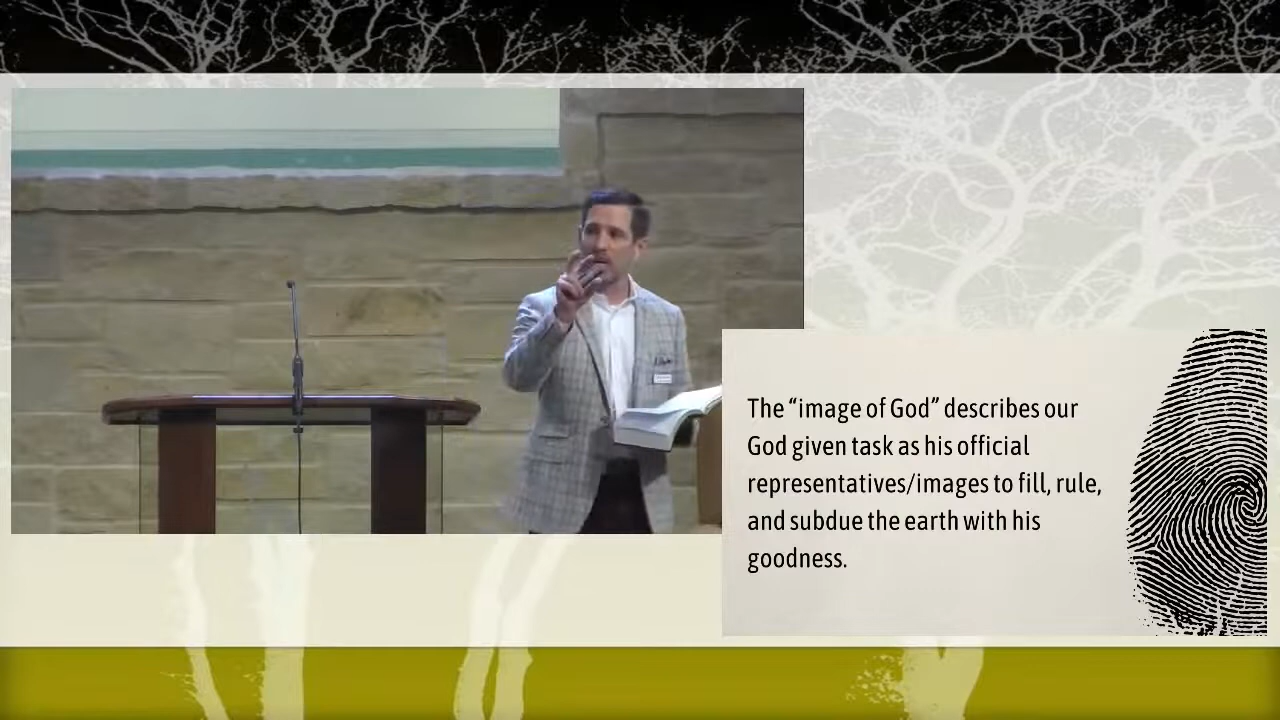 The “image of God” describes our
God given task as his official
representatives/images to fill, rule,
and subdue the earth with his
goodness.